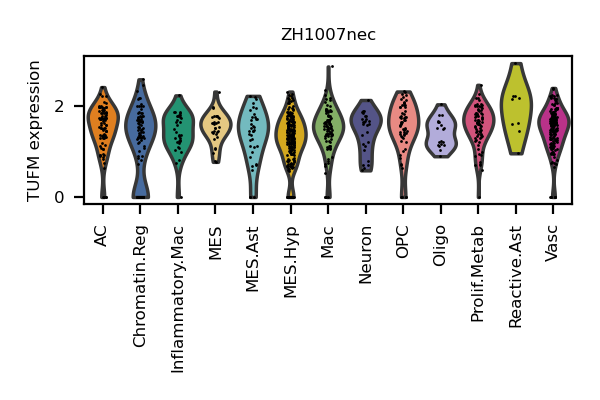 ZH1007nec
TUFM expression
2
0
AC
Chromatin.Reg
Inflammatory.Mac
MES
MES.Ast
MES.Hyp
Mac
Neuron
OPC
Oligo
Prolif.Metab
Reactive.Ast
Vasc